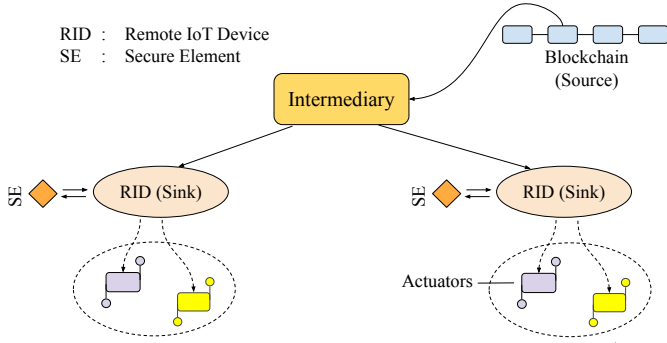 RID : Remote IoT Device
SE : Secure Element
Blockchain
(Source)
Intermediary
SE
RID (Sink)
SE
RID (Sink)
Actuators